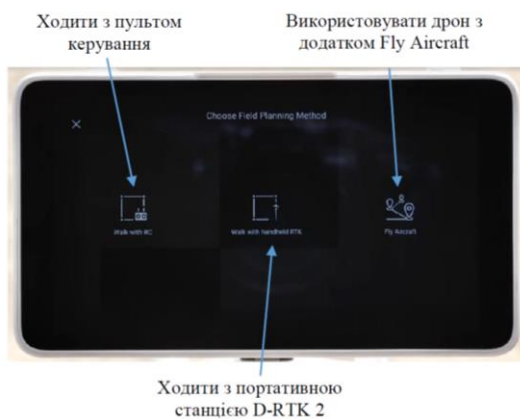 Ходити з пультом
керування
Використовувати дрон з
додатком Fly Aircraft
Choose Field Planning Method
Walk with RC
Walk with handheld RTK
Fly Aircraft
Ходити з портативною
станцією D-RTK 2